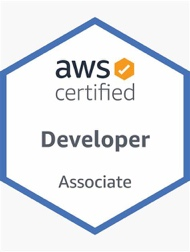 aws
certified
Developer
Associate